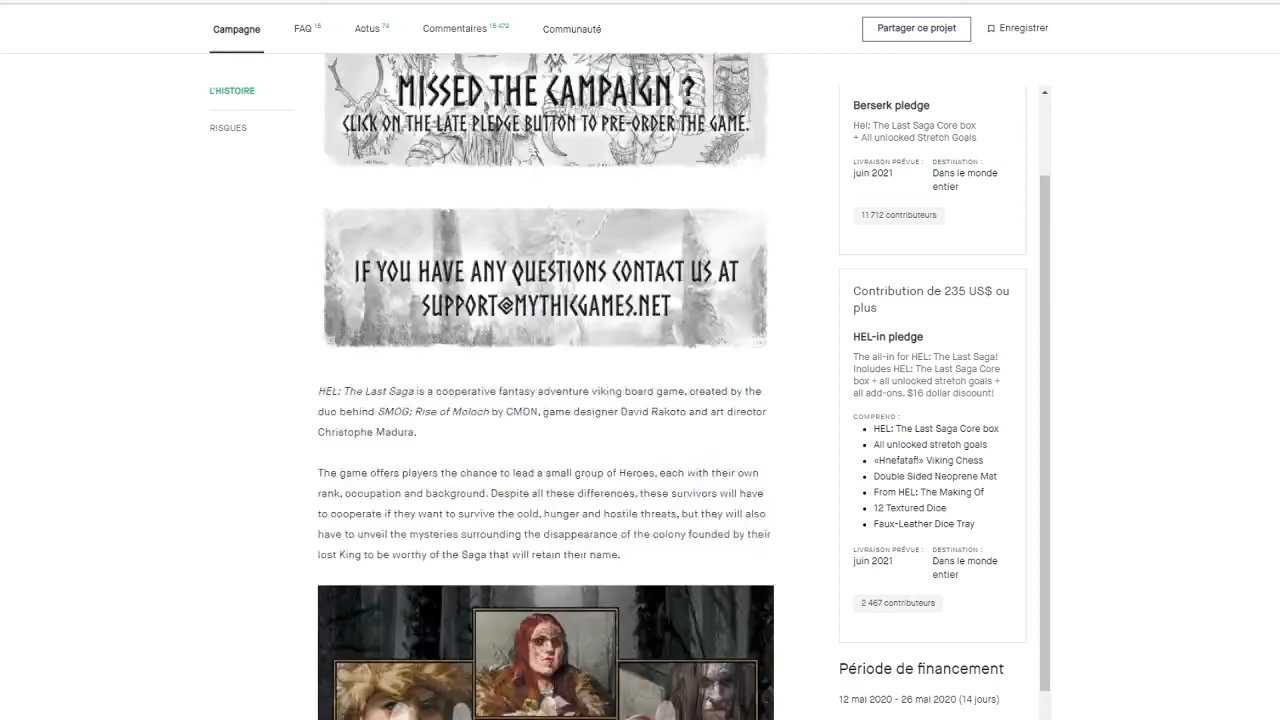 Campagne
FAQ 15
Actus 74
Commentaires 15 472
Communauté
Partager ce projet
Enregistrer
L'HISTOIRE
RISQUES
MISSED THE CAMPAIGN ?
CLICK ON THE LATE PLEDGE BUTTON TO PRE-ORDER THE GAME.
IF YOU HAVE ANY QUESTIONS CONTACT US AT
SUPPORT@MYTHICGAMES.NET
HEL: The Last Saga is a cooperative fantasy adventure viking board game, created by the
duo behind SMOG: Rise of Moloch by CMON, game designer David Rakoto and art director
Christophe Madura.
The game offers players the chance to lead a small group of Heroes, each with their own
rank, occupation and background. Despite all these differences, these survivors will have
to cooperate if they want to survive the cold, hunger and hostile threats, but they will also
have to unveil the mysteries surrounding the disappearance of the colony founded by their
lost King to be worthy of the Saga that will retain their name.
Berserk pledge
Hel: The Last Saga Core box
+ All unlocked Stretch Goals
LIVRAISON PRÉVUE :
juin 2021
DESTINATION :
Dans le monde
entier
11 712 contributeurs
Contribution de 235 US$ ou
plus
HEL-in pledge
The all-in for HEL: The Last Saga!
Includes HEL: The Last Saga Core
box + all unlocked stretch goals +
all add-ons. $16 dollar discount!
COMPREND :
HEL: The Last Saga Core box
All unlooked stretch goals
«Hnefatafl» Viking Chess
Double Sided Neoprene Mat
From HEL: The Making Of
12 Textured Dice
Faux-Leather Dice Tray
LIVRAISON PRÉVUE :
juin 2021
DESTINATION :
Dans le monde
entier
2 467 contributeurs
Période de financement
12 mai 2020 - 26 mai 2020 (14 jours)